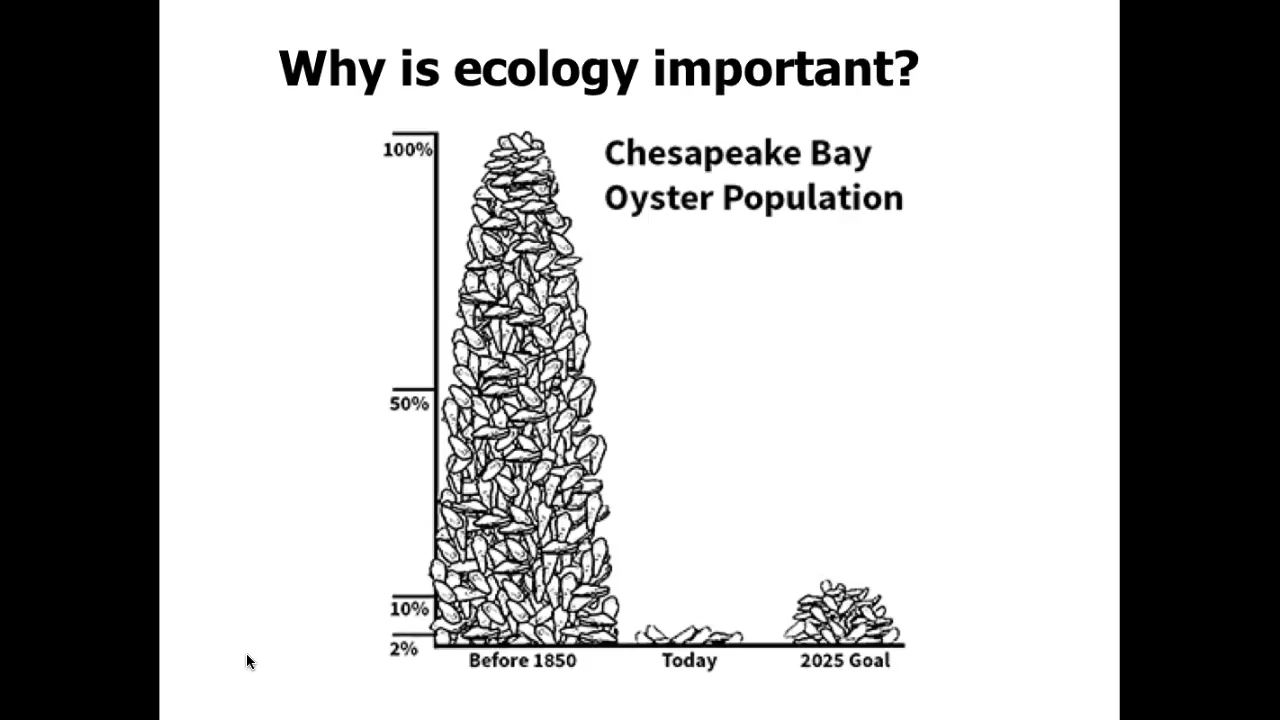 Why is ecology important?
Chesapeake Bay
Oyster Population
100%
50%
10%
2%
Before 1850
Today
2025 Goal